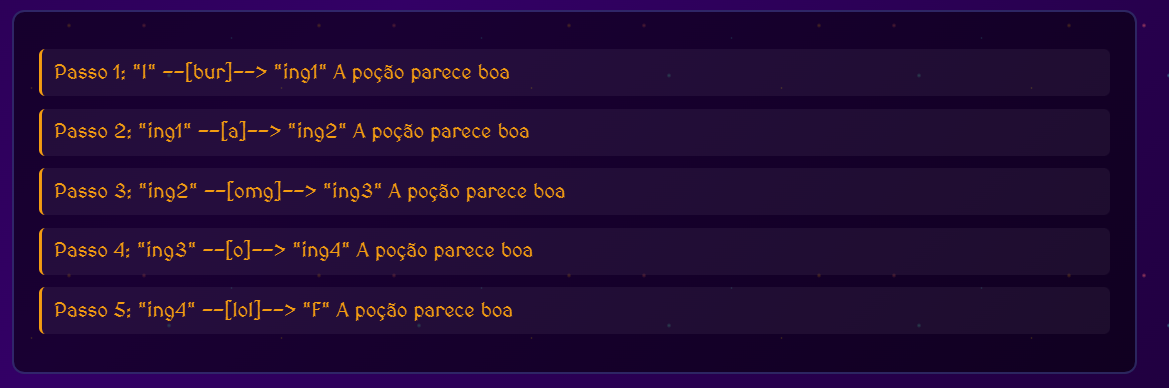 Passo 1: "I" --[bur]--> "ing1" A poção parece boa
Passo 2: "ing1" --[a]--> "ing2" A poção parece boa
Passo 3: "ing2" --[omg]--> "ing3" A poção parece boa
Passo 4: "ing3" --[o]--> "ing4" A poção parece boa
Passo 5: "ing4" --[lol]--> "F" A poção parece boa